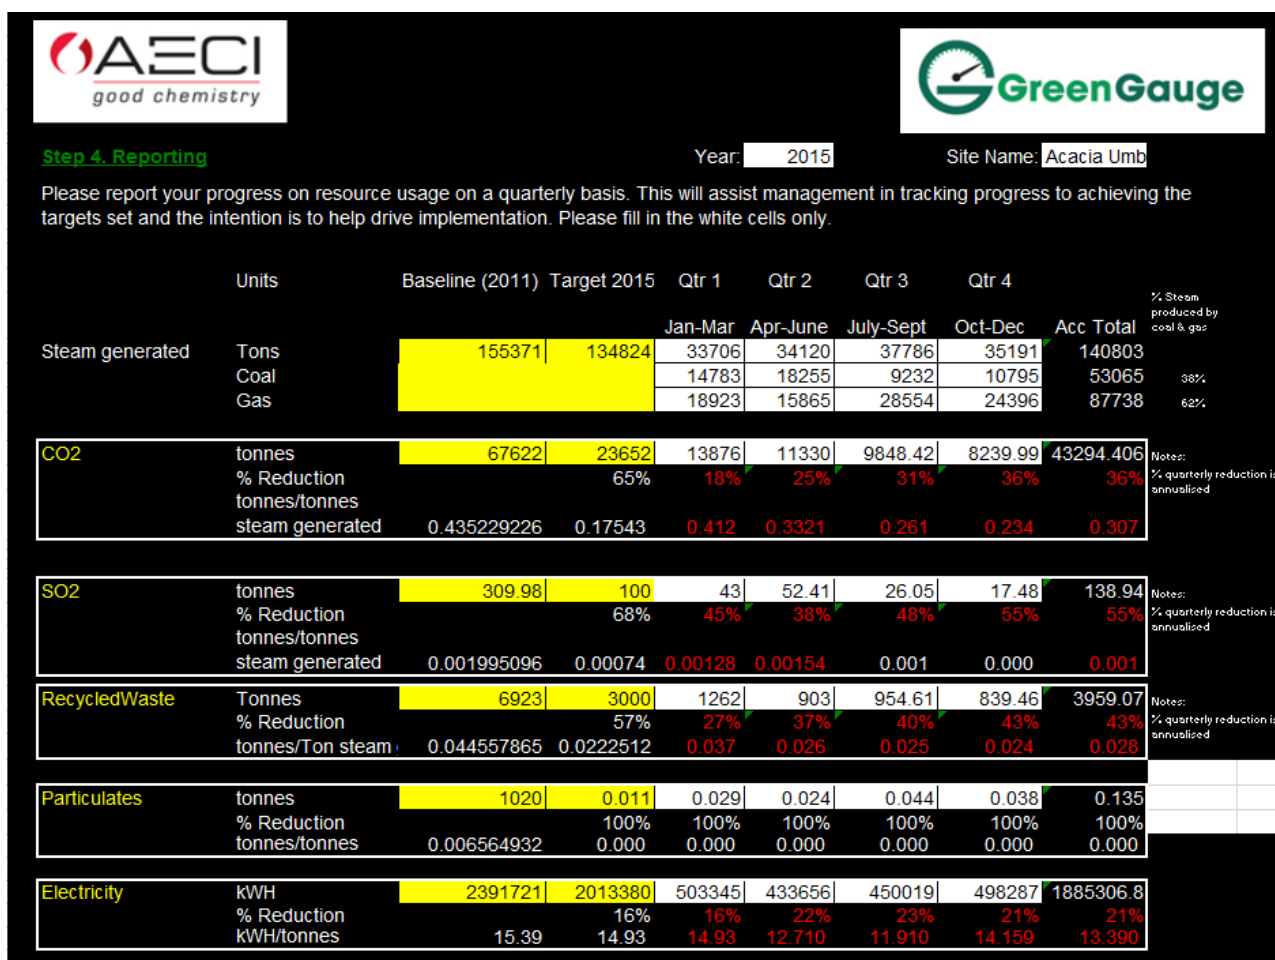 AECI
good chemistry
GreenGauge
Step 4. Reporting Year: 2015 Site Name: Acacia Umb
Please report your progress on resource usage on a quarterly basis. This will assist management in tracking progress to achieving the
targets set and the intention is to help drive implementation. Please fill in the white cells only.
Units Baseline (2011) Target 2015 Qtr 1 Qtr 2 Qtr 3 Qtr 4
% Steam
produced by
Jan-Mar Apr-June July-Sept Oct-Dec Acc Total coal & gas
Steam generated Tons 155371 134824 33706 34120 37786 35191 140803
Coal 14783 18255 9232 10795 53065 38%
Gas 18923 15865 28554 24396 87738 62%
CO2 tonnes 67622 23652 13876 11330 9848.42 8239.99 43294.406 Notes:
% Reduction 65% 18% 25% 31% 36% 36% % quarterly reduction is
annualised
tonnes/tonnes
steam generated 0.435229226 0.17543 0.412 0.3321 0.261 0.234 0.307
SO2 tonnes 309.98 100 43 52.41 26.05 17.48 138.94 Notes:
% Reduction 68% 45% 38% 48% 55% 55% % quarterly reduction is
annualised
tonnes/tonnes
steam generated 0.001995096 0.00074 0.00128 0.00154 0.001 0.000 0.001
RecycledWaste Tonnes 6923 3000 1262 903 954.61 839.46 3959.07 Notes:
% Reduction 57% 27% 37% 40% 43% 43% % quarterly reduction is
annualised
tonnes/Ton steam 0.044557865 0.0222512 0.037 0.026 0.025 0.024 0.028
Particulates tonnes 1020 0.011 0.029 0.024 0.044 0.038 0.135
% Reduction 100% 100% 100% 100% 100% 100%
tonnes/tonnes 0.006564932 0.000 0.000 0.000 0.000 0.000 0.000
Electricity kWH 2391721 2013380 503345 433656 450019 498287 1885306.8
% Reduction 16% 16% 22% 23% 21% 21%
kWH/tonnes 15.39 14.93 14.93 12.710 11.910 14.159 13.390